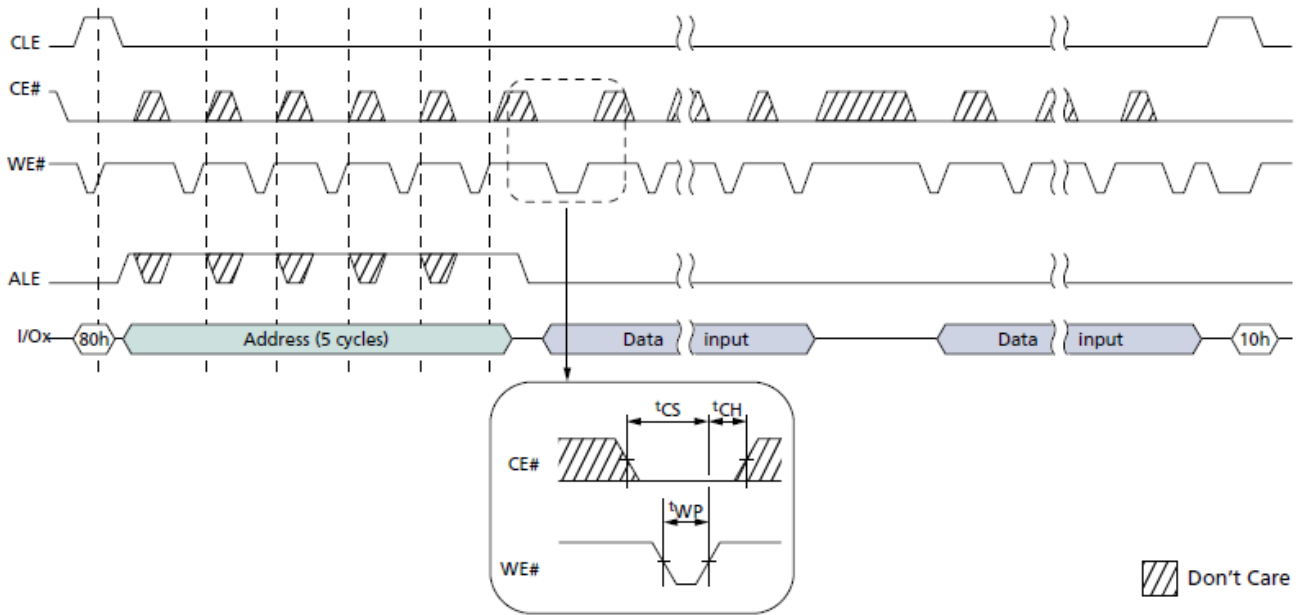 CLE
CE#
WE#
ALE
I/Ox 80h Address (5 cycles) Data input Data input 10h
tCS tCH
CE#
tWP
WE#
Don't Care